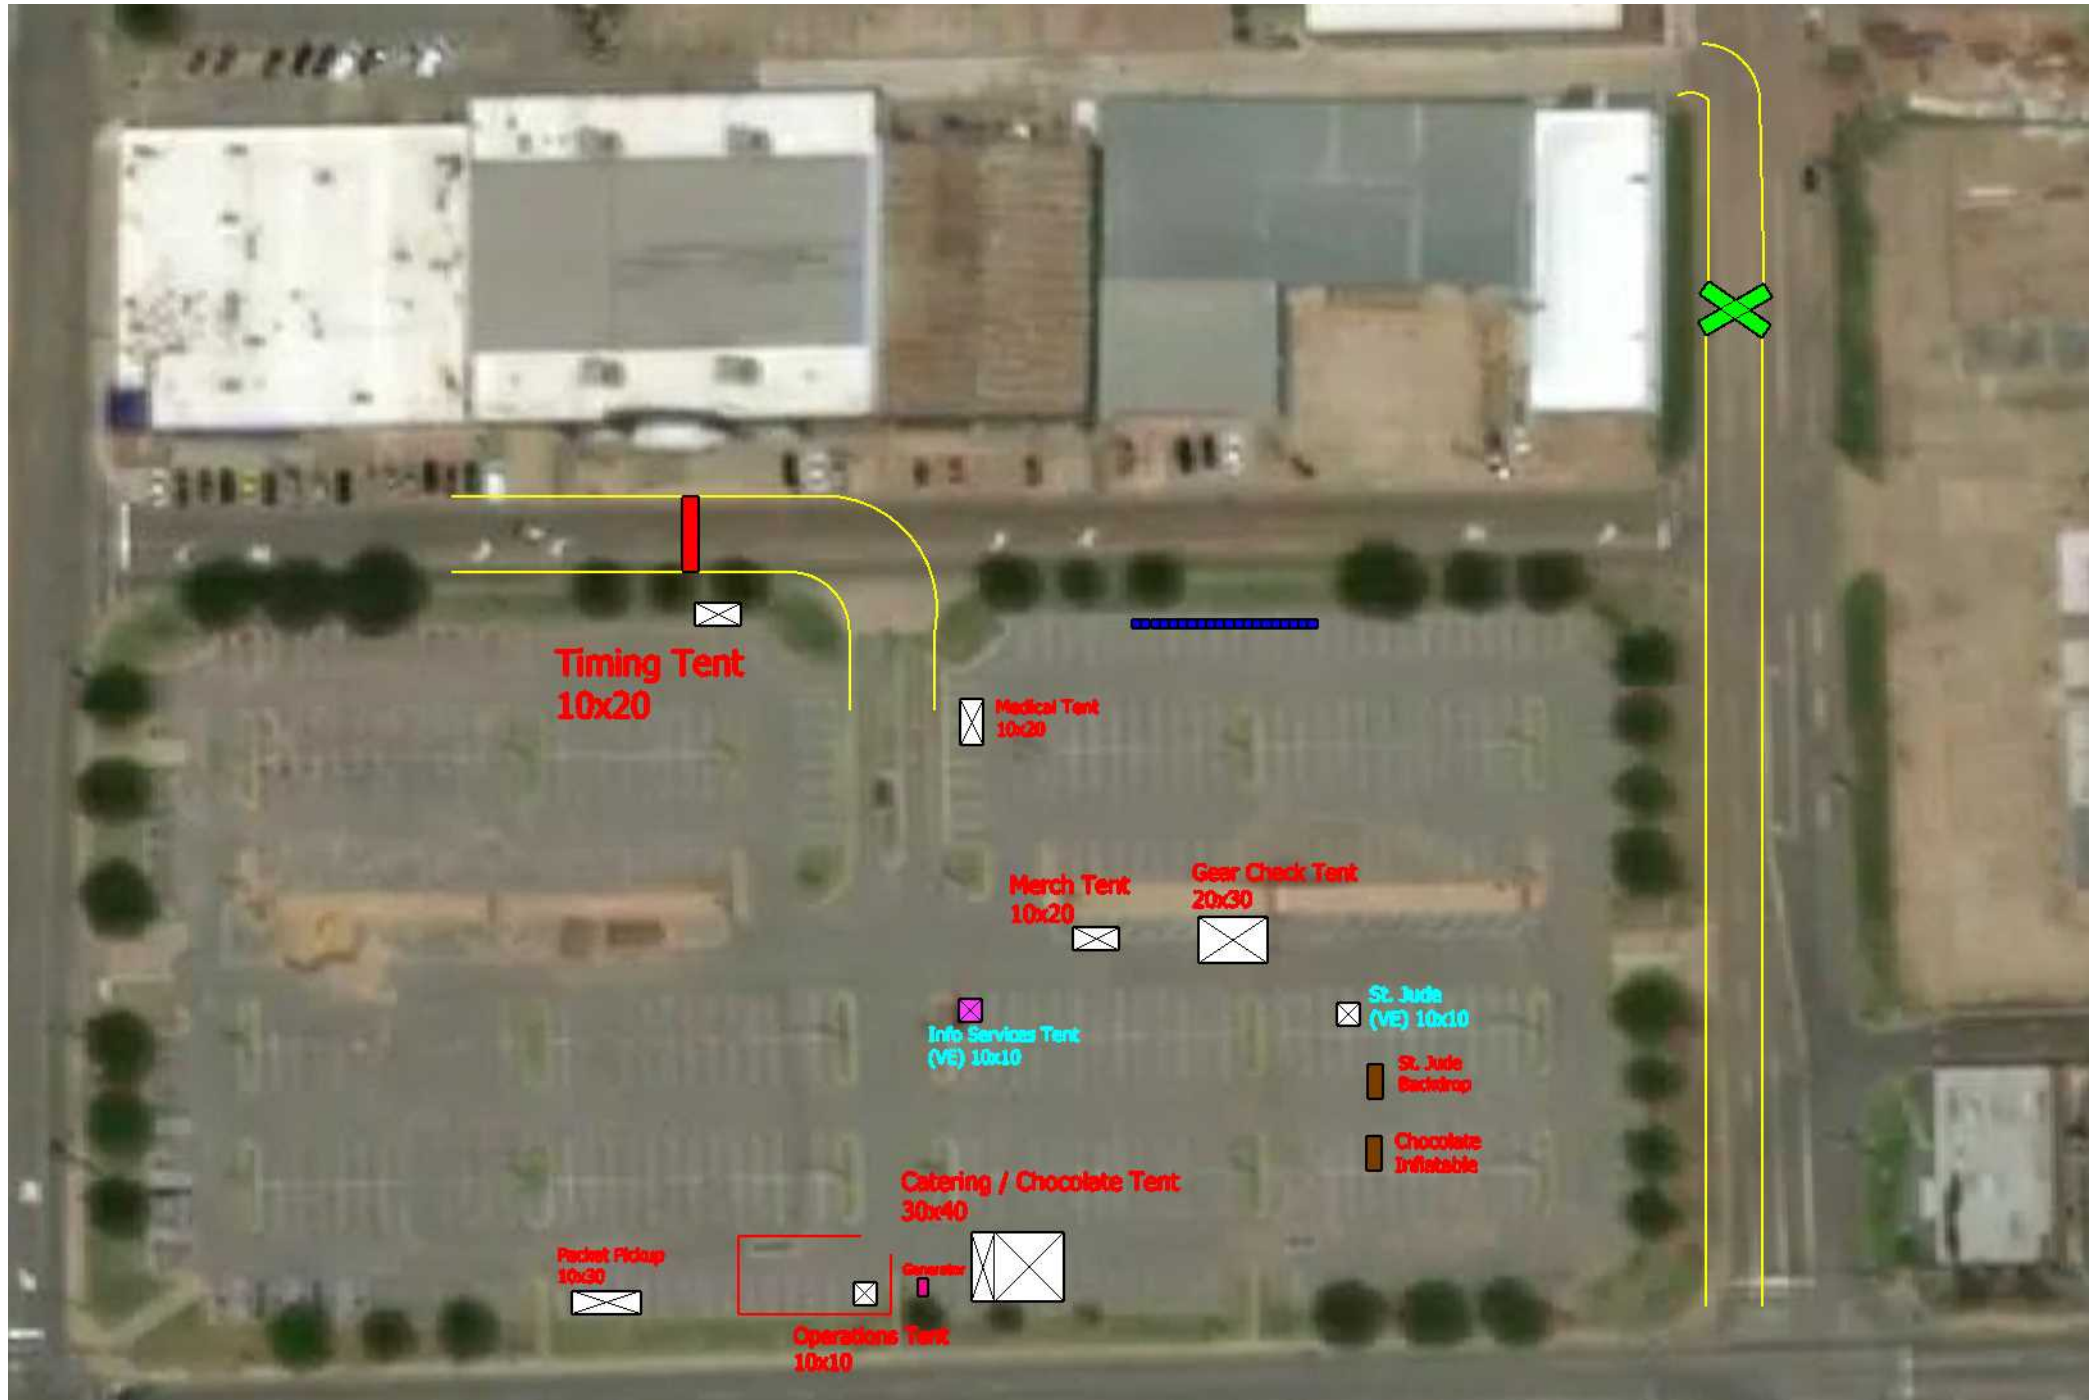 Timing Tent
10x20
Medical Tent
10x20
Merch Tent
10x20
Gear Check Tent
20x30
St. Jude
(VE) 10x10
Info Services Tent
(VE) 10x10
St. Jude
Backdrop
Chocolate
Inflatable
Catering / Chocolate Tent
30x40
Packet Pickup
10x30
Generator
Operations Tent
10x10